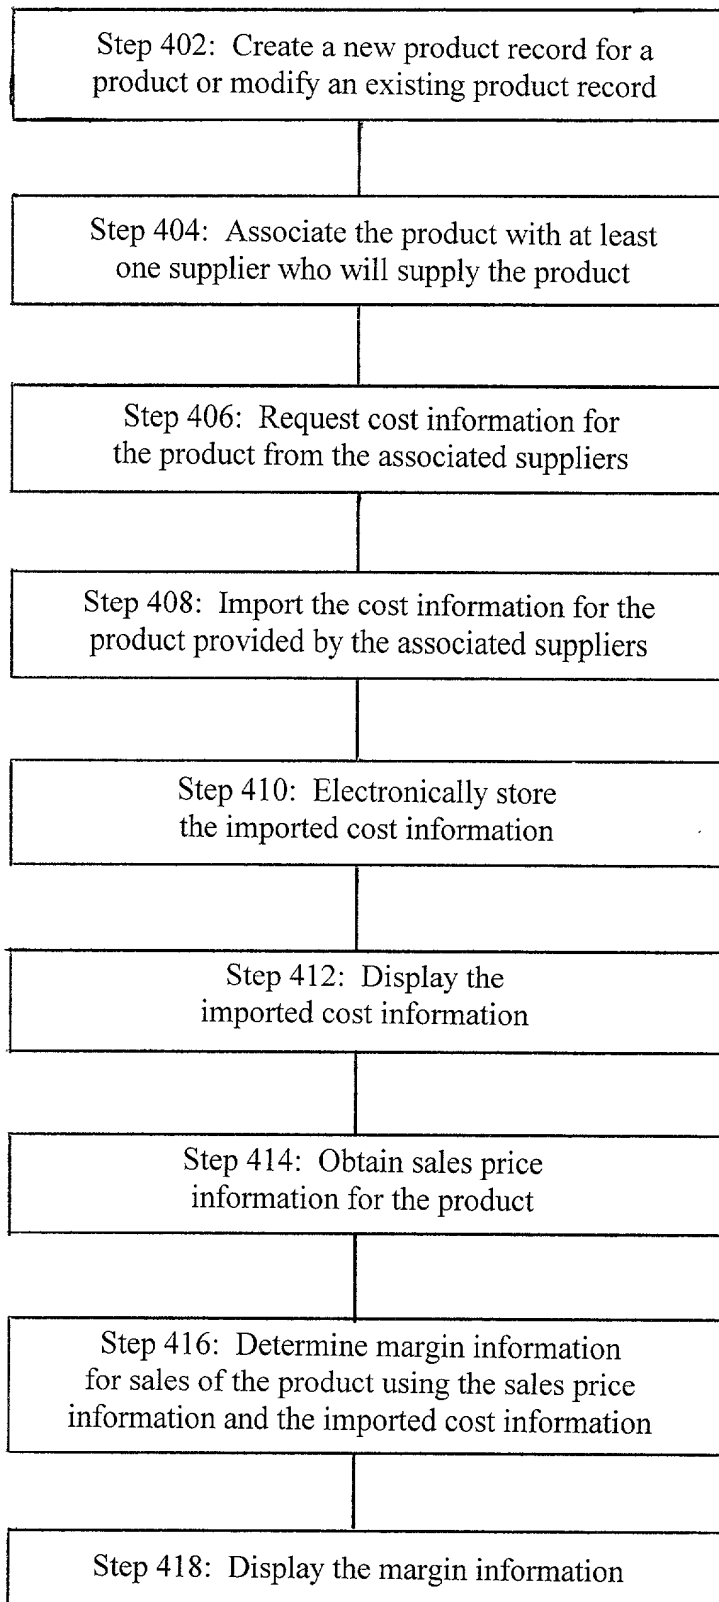 Step 402: Create a new product record for a
product or modify an existing product record
Step 404: Associate the product with at least
one supplier who will supply the product
Step 406: Request cost information for
the product from the associated suppliers
Step 408: Import the cost information for the
product provided by the associated suppliers
Step 410: Electronically store
the imported cost information
Step 412: Display the
imported cost information
Step 414: Obtain sales price
information for the product
Step 416: Determine margin information
for sales of the product using the sales price
information and the imported cost information
Step 418: Display the margin information